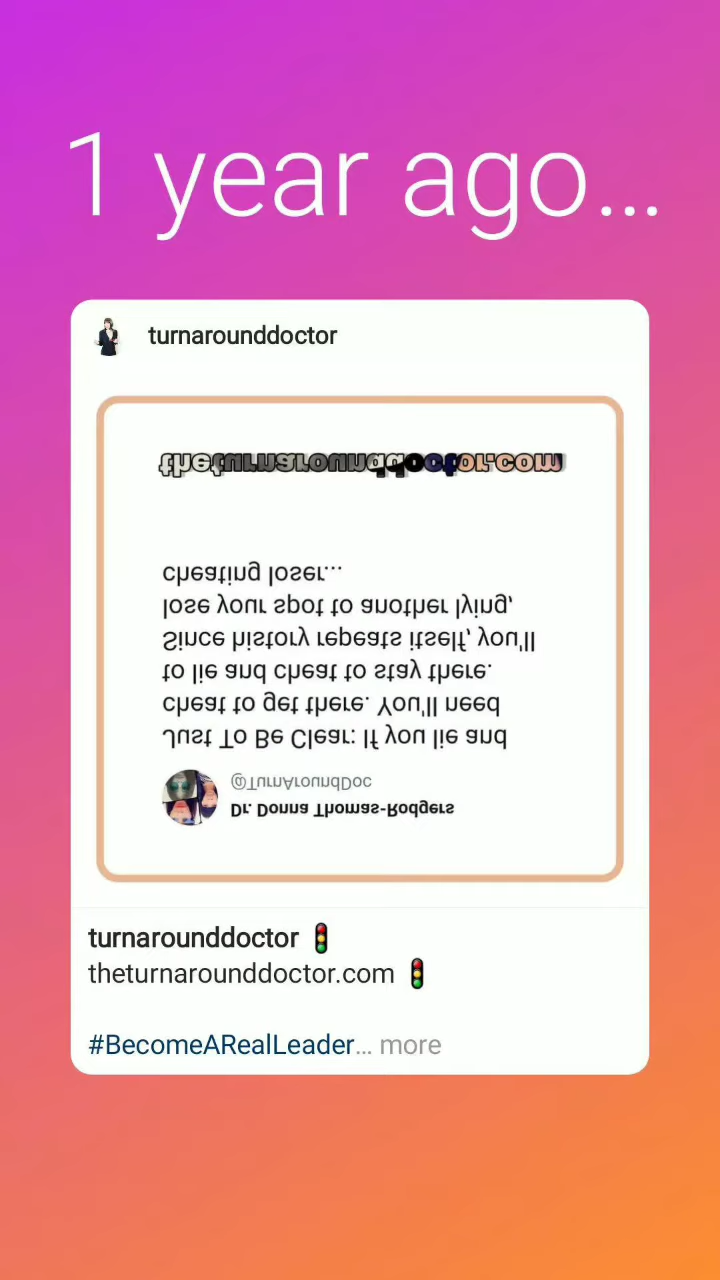 1 year ago...
turnarounddoctor
Dr. Donna Thomas-Rodgers
@TurnAroundDoc
Just To Be Clear: If you lie and
cheat to get there. You'll need
to lie and cheat to stay there.
Since history repeats itself, you'll
lose your spot to another lying,
cheating loser...
theturnarounddoctor.com
turnarounddoctor 🚦
theturnarounddoctor.com 🚦
#BecomeARealLeader... more